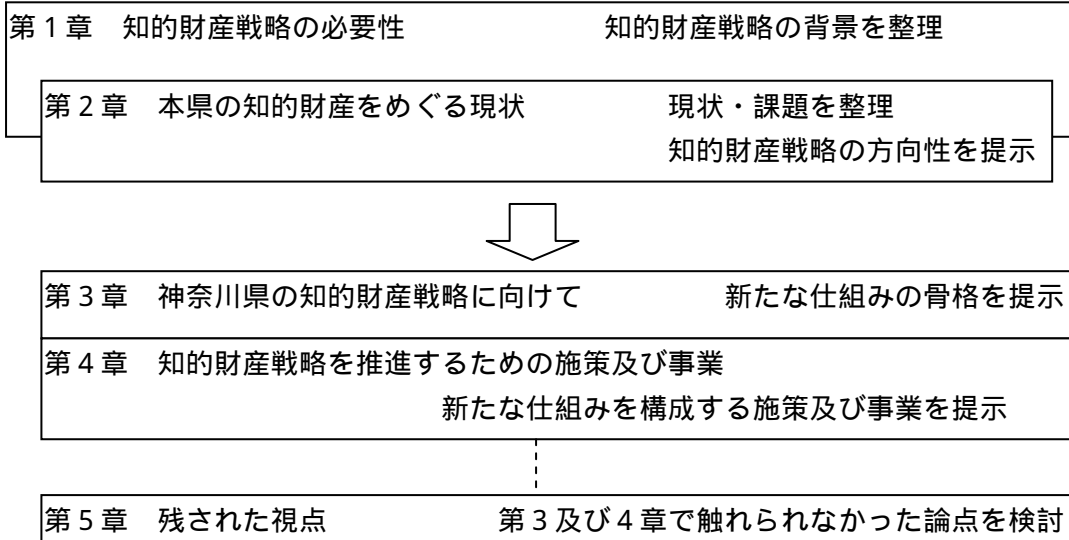 第１章　知的財産戦略の必要性　　　　　　　知的財産戦略の背景を整理
第２章　本県の知的財産をめぐる現状　　　　　現状・課題を整理
知的財産戦略の方向性を提示
第３章　神奈川県の知的財産戦略に向けて　　　　　新たな仕組みの骨格を提示
第４章　知的財産戦略を推進するための施策及び事業
新たな仕組みを構成する施策及び事業を提示
第５章　残された視点　　　　　第３及び４章で触れられなかった論点を検討